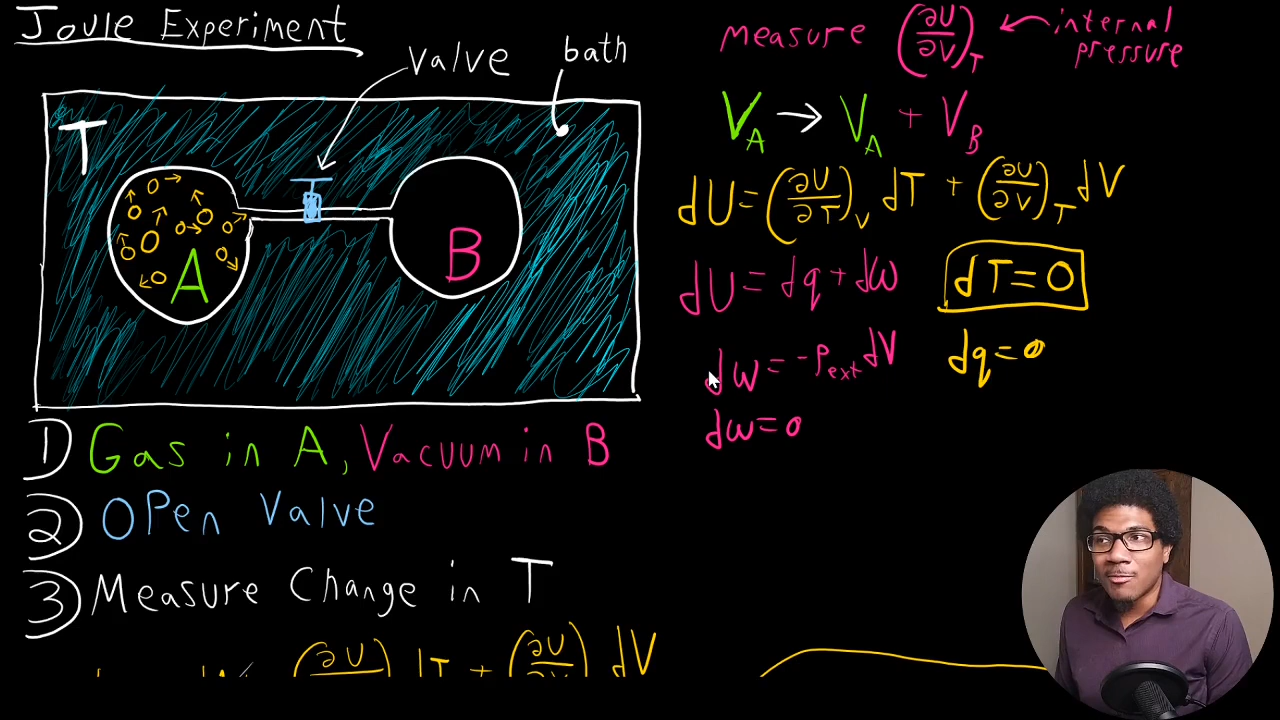 Joule Experiment
valve
bath
T
A
B
1) Gas in A, Vacuum in B
2) Open Valve
3) Measure Change in T
(∂U/ ) dT + (∂U/∂V) dV
measure (∂U/∂V)_T ← internal pressure
V_A → V_A + V_B
dU = (∂U/∂T)_V dT + (∂U/∂V)_T dV
dU = dq + dw
dT = 0
dw = -P_ext dV
dq = 0
dw = 0